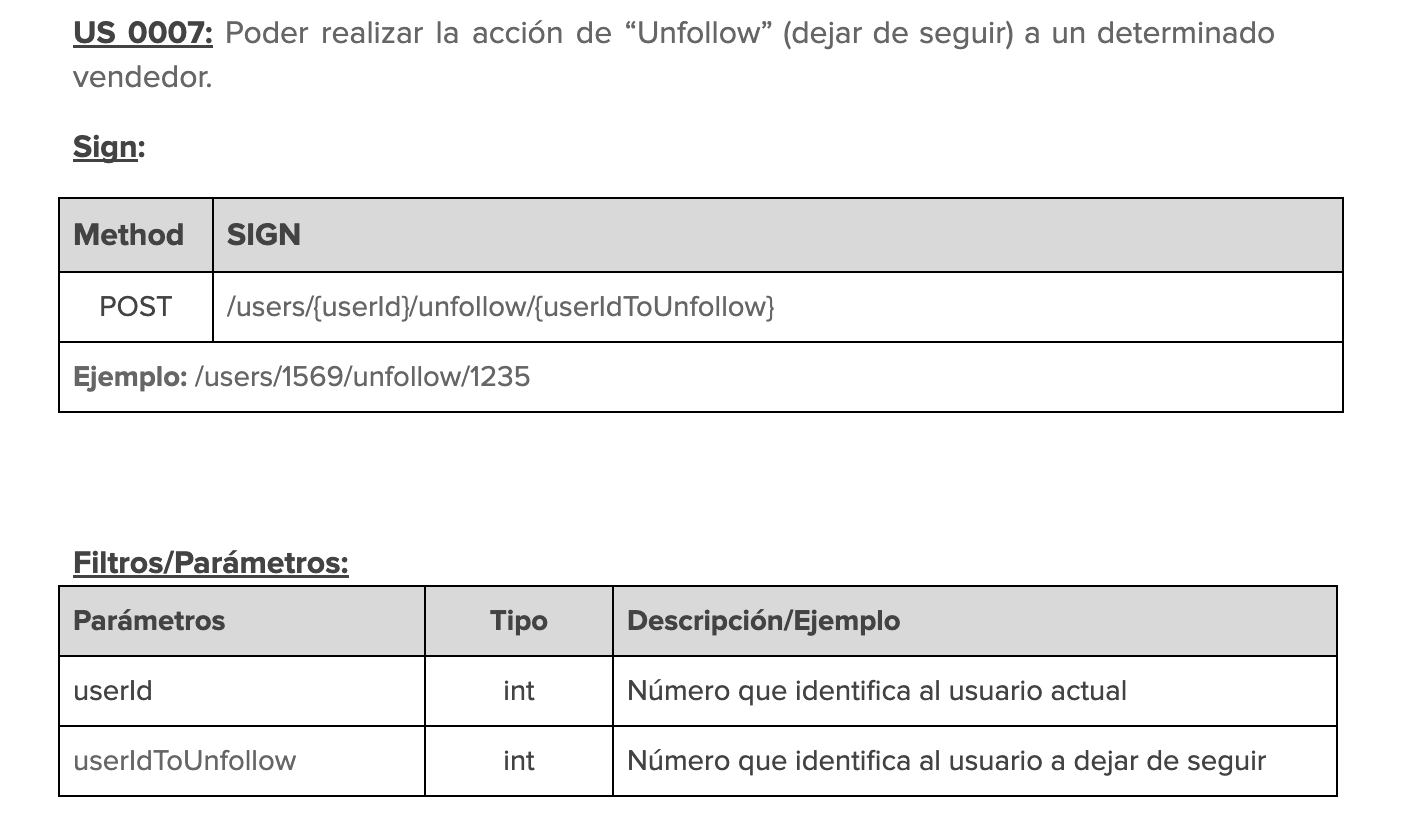 US 0007: Poder realizar la acción de “Unfollow” (dejar de seguir) a un determinado
vendedor.
Sign:
Method SIGN
POST /users/{userId}/unfollow/{userIdToUnfollow}
Ejemplo: /users/1569/unfollow/1235
Filtros/Parámetros:
Parámetros Tipo Descripción/Ejemplo
userId int Número que identifica al usuario actual
userIdToUnfollow int Número que identifica al usuario a dejar de seguir